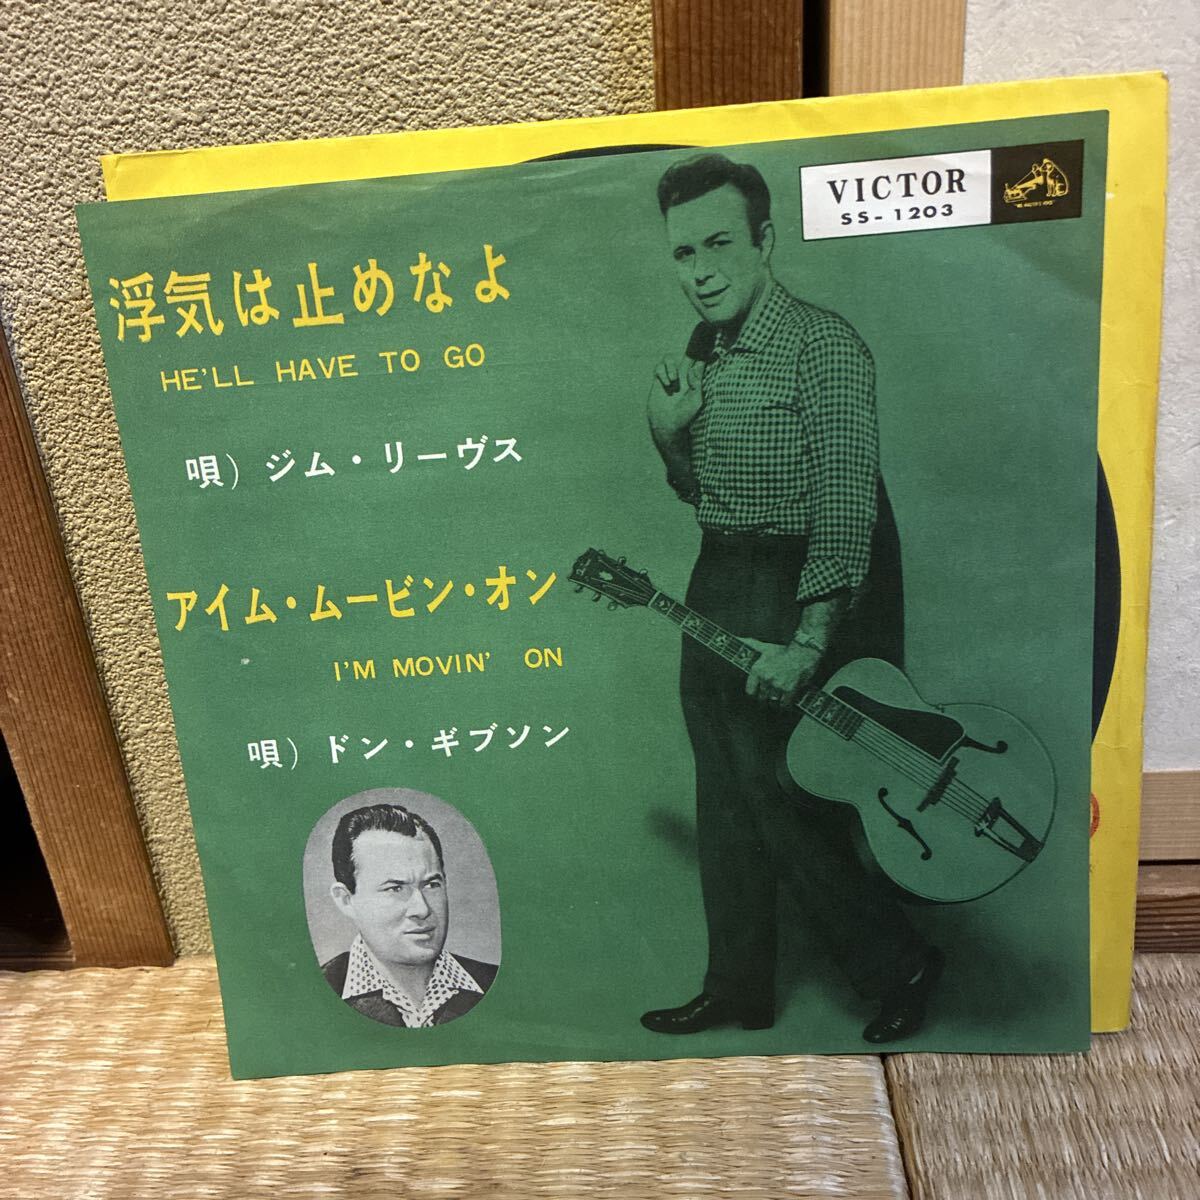 VICTOR
SS-1203
"HIS MASTER'S VOICE"
浮気は止めなよ
HE'LL HAVE TO GO
唄）ジム・リーヴス
アイム・ムービン・オン
I'M MOVIN' ON
唄）ドン・ギブソン